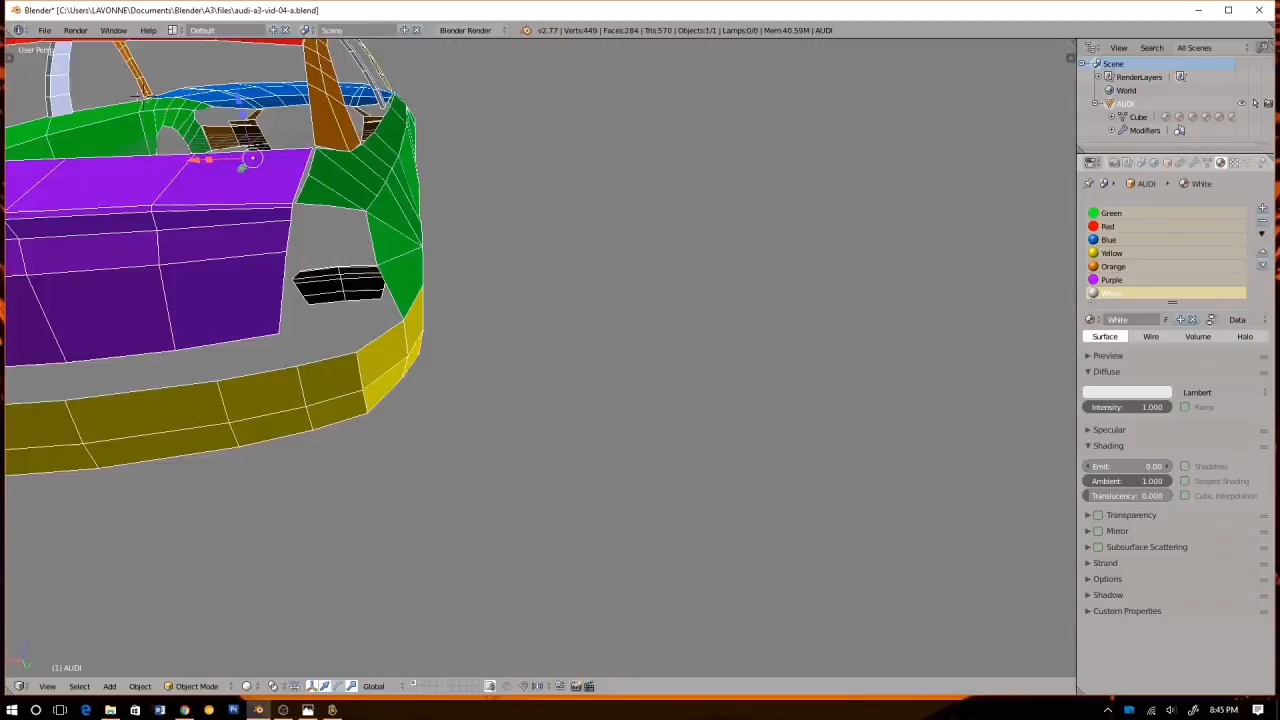 Blender* [C:\Users\LAVONNE\Documents\Blender\A3\files\audi-a3-vid-04-a.blend]
File Render Window Help Default Scene Blender Render v2.77 | Verts:449 | Faces:284 | Tris:570 | Objects:1/1 | Lamps:0/0 | Mem:40.59M | AUDI
User Persp
View Search All Scenes
Scene
RenderLayers
World
AUDI
Cube
Modifiers
AUDI White
Green
Red
Blue
Yellow
Orange
Purple
White
White F Data
Surface Wire Volume Halo
Preview
Diffuse
Lambert
Intensity: 1.000 Ramp
Specular
Shading
Emit: 0.00 Shadeless
Ambient: 1.000 Tangent Shading
Translucency: 0.000 Cubic Interpolation
Transparency
Mirror
Subsurface Scattering
Strand
Options
Shadow
Custom Properties
(1) AUDI
View Select Add Object Object Mode Global
8:45 PM